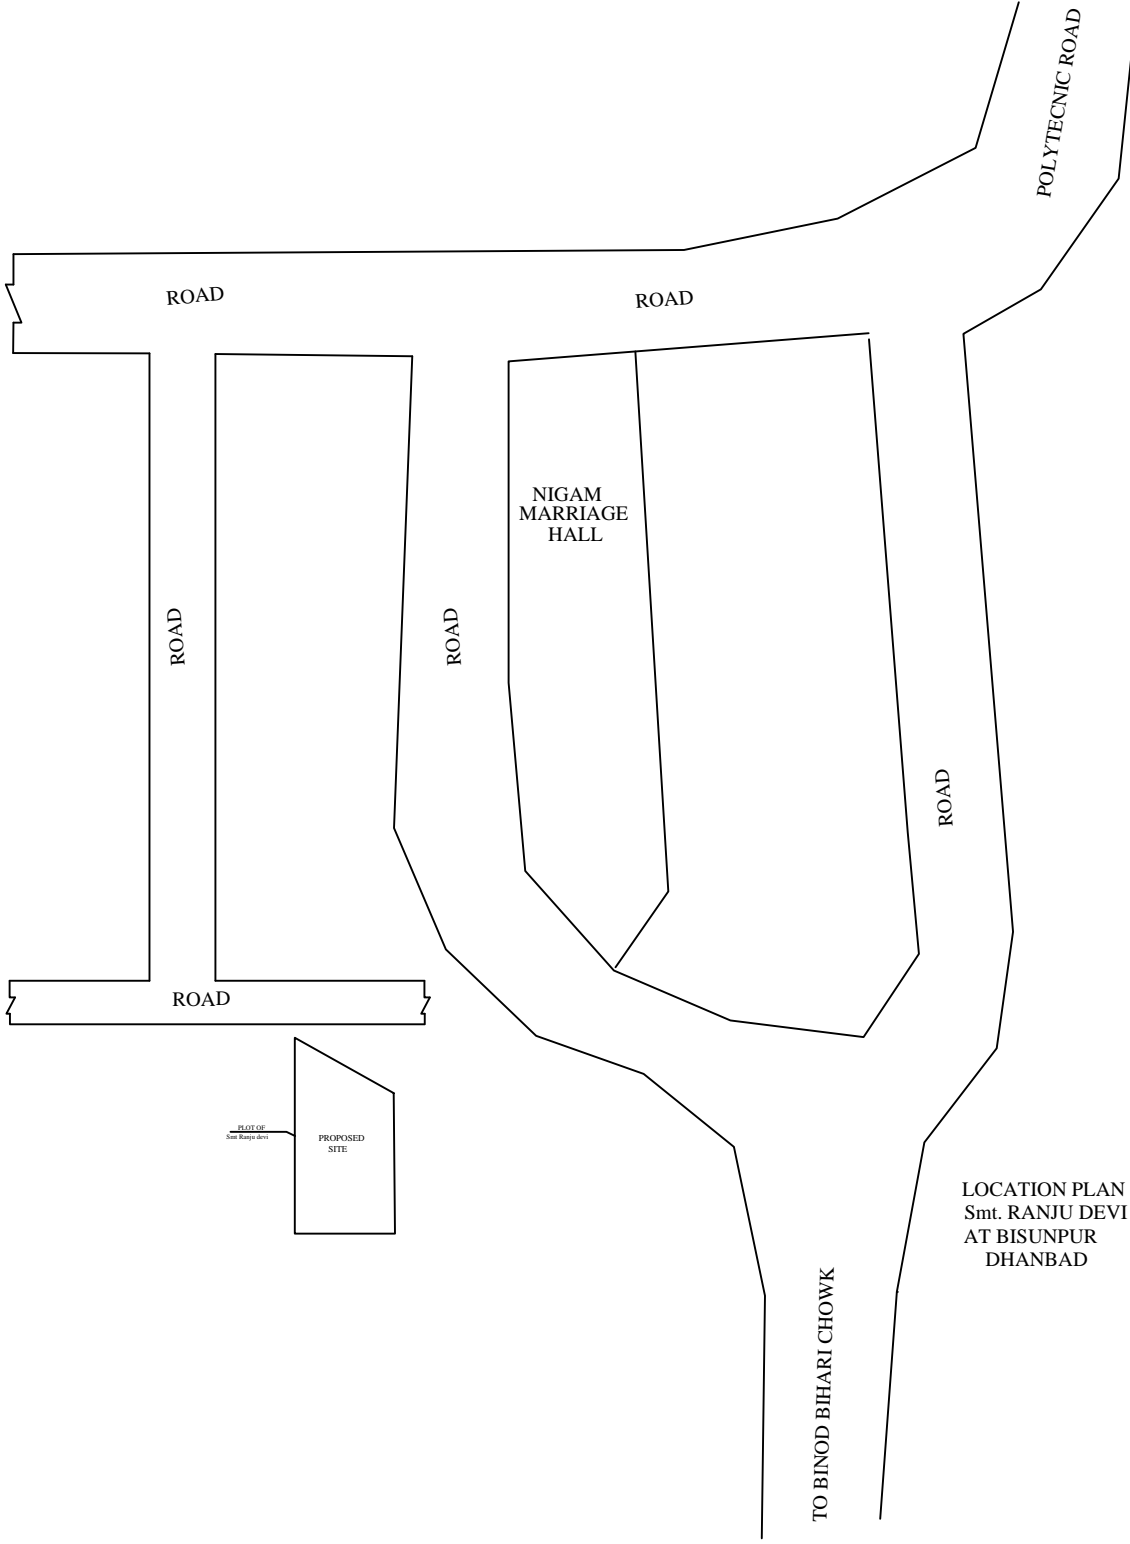 POLYTECNIC ROAD
ROAD
ROAD
NIGAM
MARRIAGE
HALL
ROAD
ROAD
ROAD
ROAD
PLOT OF
Smt Ranju devi
PROPOSED
SITE
LOCATION PLAN
Smt. RANJU DEVI
AT BISUNPUR
DHANBAD
TO BINOD BIHARI CHOWK